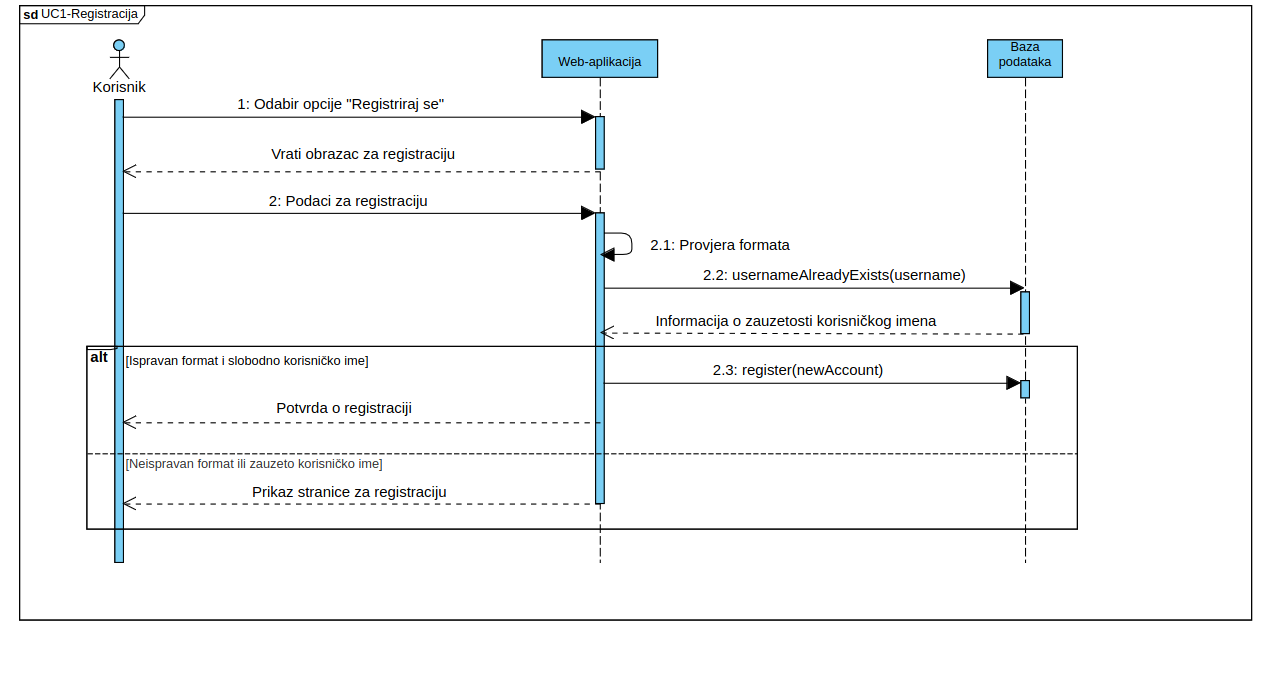 sd UC1-Registracija
Korisnik
Web-aplikacija
Baza
podataka
1: Odabir opcije "Registriraj se"
Vrati obrazac za registraciju
2: Podaci za registraciju
2.1: Provjera formata
2.2: usernameAlreadyExists(username)
Informacija o zauzetosti korisničkog imena
alt
[Ispravan format i slobodno korisničko ime]
2.3: register(newAccount)
Potvrda o registraciji
[Neispravan format ili zauzeto korisničko ime]
Prikaz stranice za registraciju